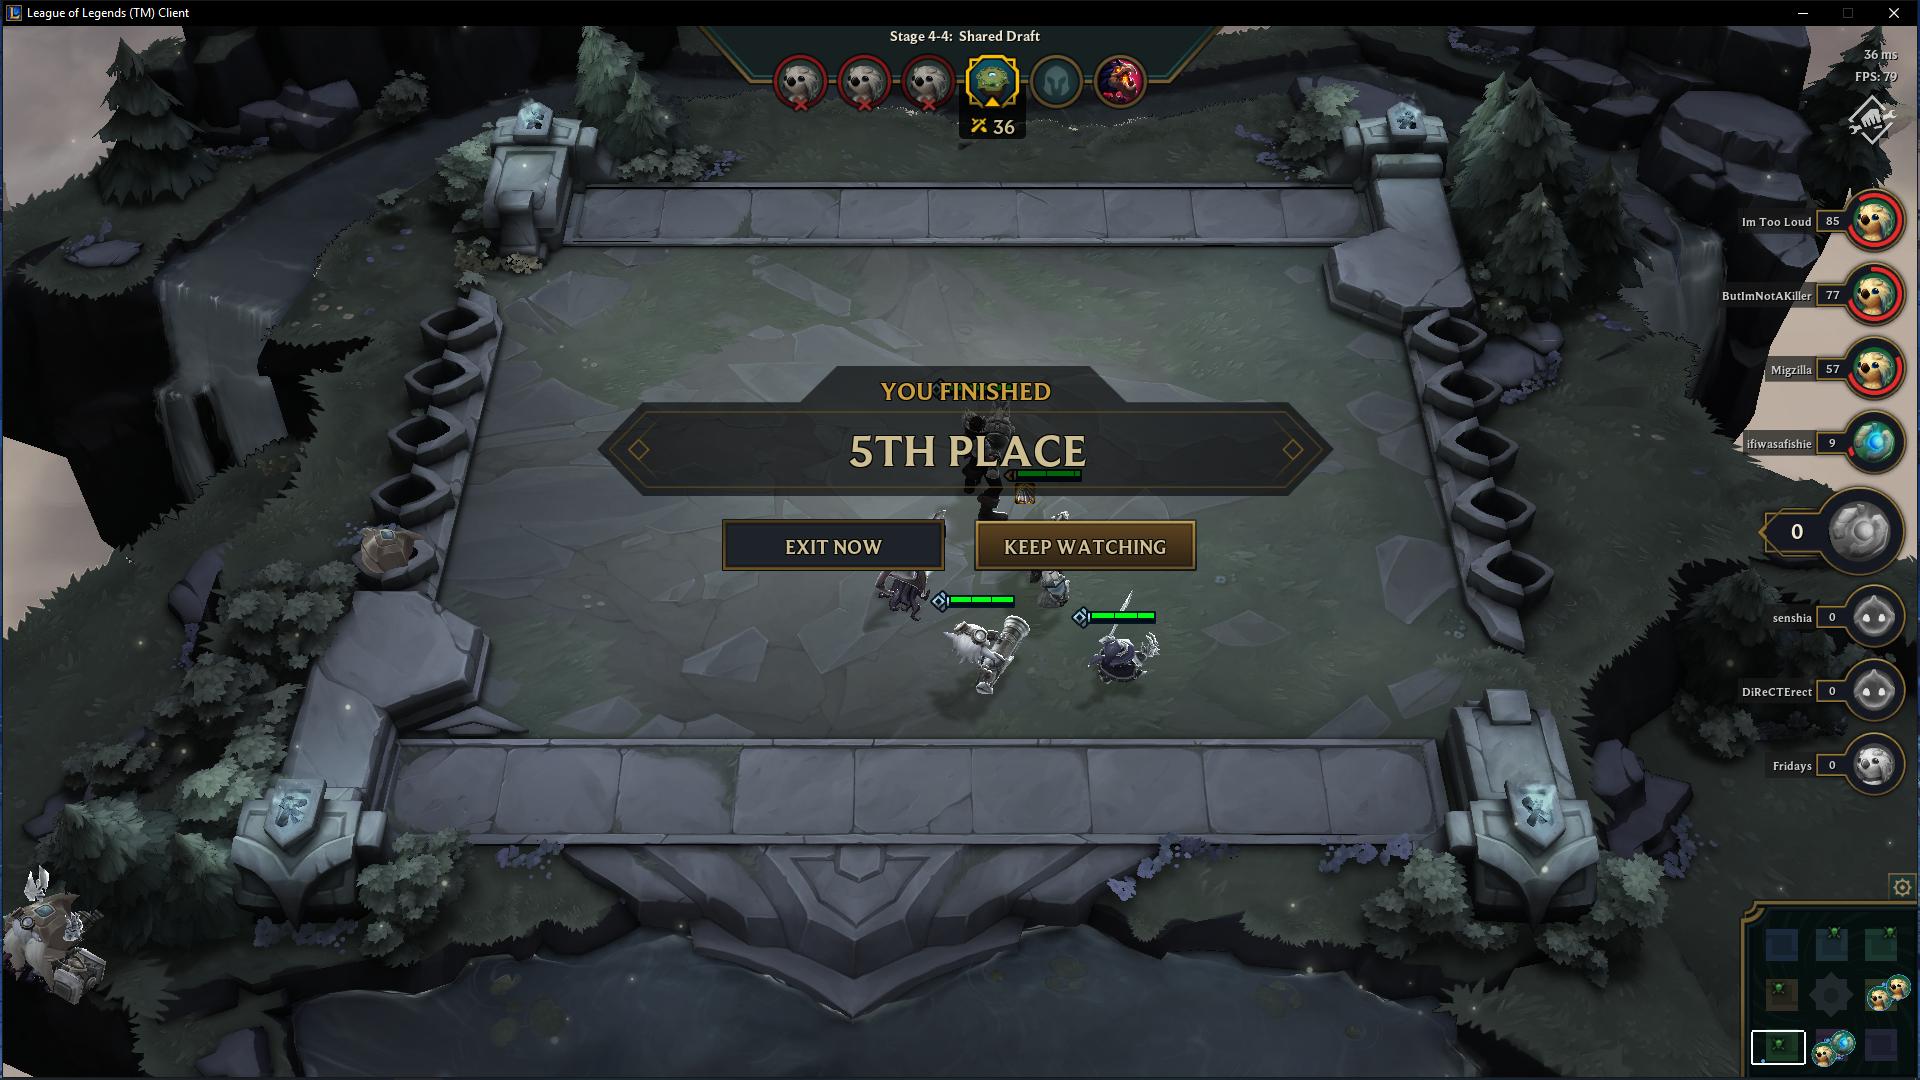 League of Legends (TM) Client
Stage 4-4: Shared Draft
36 ms
FPS: 79
36
Im Too Loud 85
ButImNotAKiller 77
Migzilla 57
YOU FINISHED
5TH PLACE
ifiwasafishie 9
0
EXIT NOW
KEEP WATCHING
senshia 0
DiReCTErect 0
Fridays 0